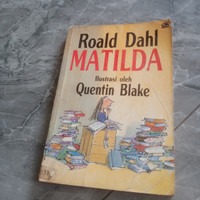 Roald Dahl
MATILDA
Ilustrasi oleh
Quentin Blake